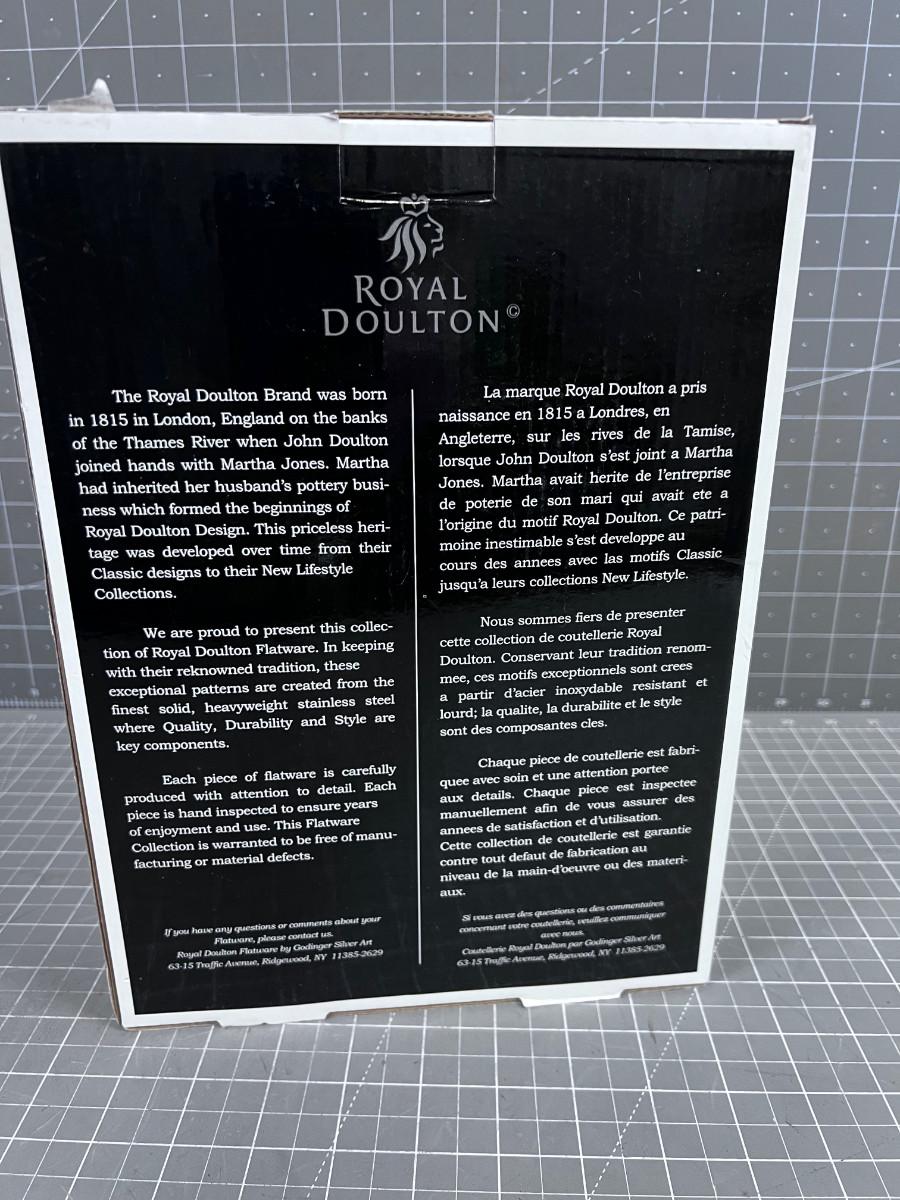 ROYAL
DOULTON©
The Royal Doulton Brand was born
in 1815 in London, England on the banks
of the Thames River when John Doulton
joined hands with Martha Jones. Martha
had inherited her husband's pottery busi-
ness which formed the beginnings of
Royal Doulton Design. This priceless heri-
tage was developed over time from their
Classic designs to their New Lifestyle
Collections.
We are proud to present this collec-
tion of Royal Doulton Flatware. In keeping
with their reknowned tradition, these
exceptional patterns are created from the
finest solid, heavyweight stainless steel
where Quality, Durability and Style are
key components.
Each piece of flatware is carefully
produced with attention to detail. Each
piece is hand inspected to ensure years
of enjoyment and use. This Flatware
Collection is warranted to be free of manu-
facturing or material defects.
If you have any questions or comments about your
Flatware, please contact us.
Royal Doulton Flatware by Godinger Silver Art
63-15 Traffic Avenue, Ridgewood, NY 11385-2629
La marque Royal Doulton a pris
naissance en 1815 a Londres, en
Angleterre, sur les rives de la Tamise,
lorsque John Doulton s'est joint a Martha
Jones. Martha avait herite de l'entreprise
de poterie de son mari qui avait ete a
l'origine du motif Royal Doulton. Ce patri-
moine inestimable s'est developpe au
cours des annees avec las motifs Classic
jusqu'a leurs collections New Lifestyle.
Nous sommes fiers de presenter
cette collection de coutellerie Royal
Doulton. Conservant leur tradition renom-
mee, ces motifs exceptionnels sont crees
a partir d'acier inoxydable resistant et
lourd; la qualite, la durabilite et le style
sont des composantes cles.
Chaque piece de coutellerie est fabri-
quee avec soin et une attention portee
aux details. Chaque piece est inspectee
manuellement afin de vous assurer des
annees de satisfaction et d'utilisation.
Cette collection de coutellerie est garantie
contre tout defaut de fabrication au
niveau de la main-d'oeuvre ou des materi-
aux.
Si vous avez des questions ou des commentaires
concernant votre coutellerie, veuillez communiquer
avec nous.
Coutellerie Royal Doulton par Godinger Silver Art
63-15 Traffic Avenue, Ridgewood, NY 11385-2629